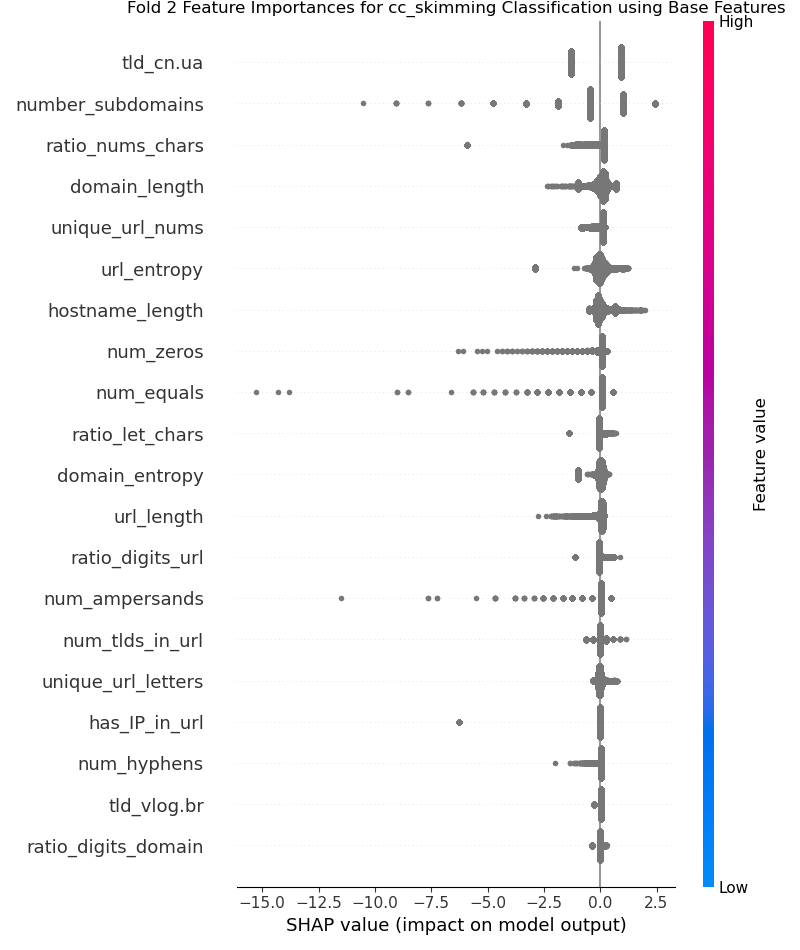 Fold 2 Feature Importances for cc_skimming Classification using Base Features
High
tld_cn.ua
number_subdomains
ratio_nums_chars
domain_length
unique_url_nums
url_entropy
hostname_length
num_zeros
num_equals
ratio_let_chars
domain_entropy
url_length
ratio_digits_url
num_ampersands
num_tlds_in_url
unique_url_letters
has_IP_in_url
num_hyphens
tld_vlog.br
ratio_digits_domain
Feature value
Low
−15.0 −12.5 −10.0 −7.5 −5.0 −2.5 0.0 2.5
SHAP value (impact on model output)